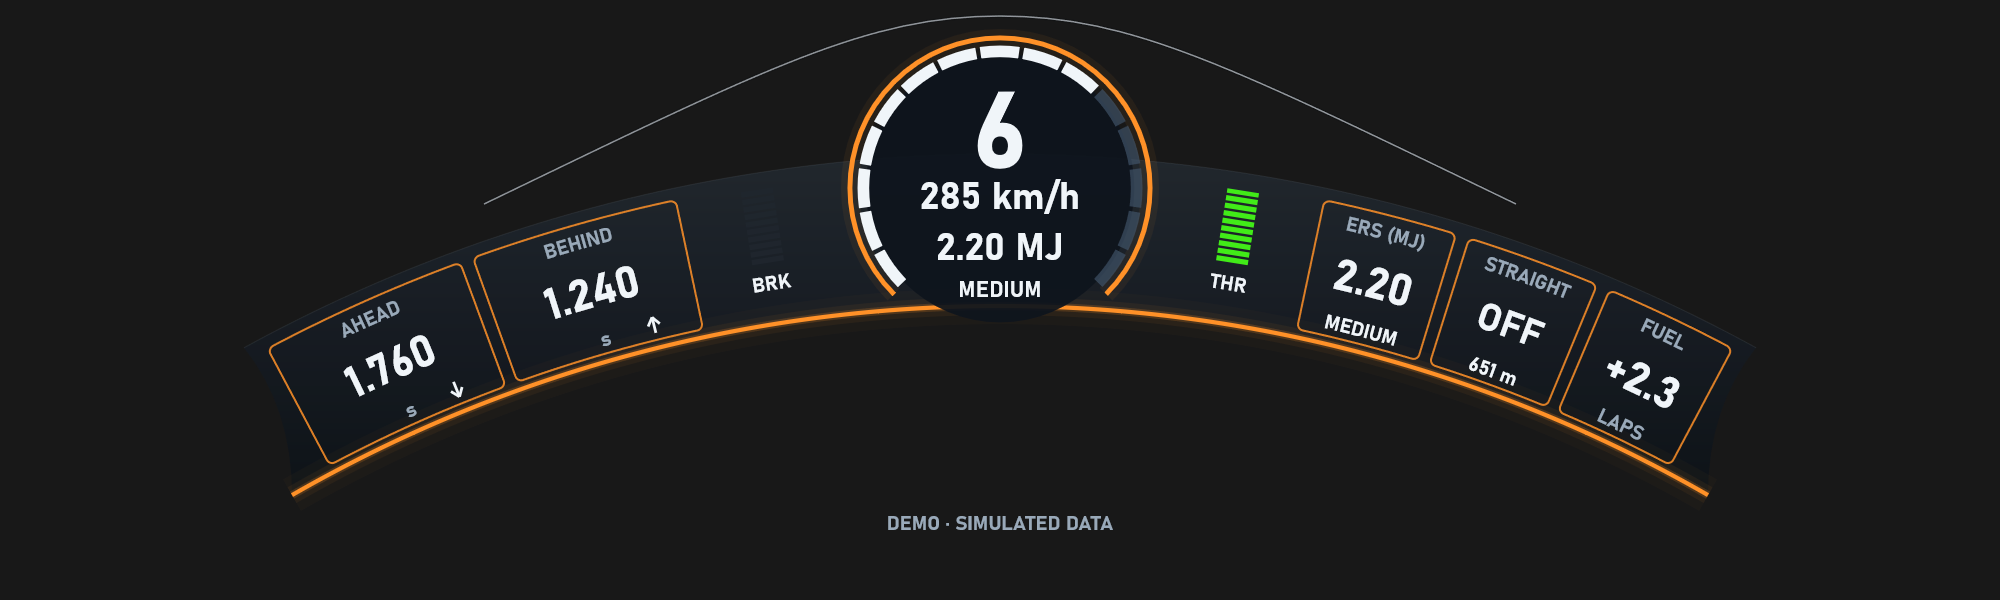 AHEAD
1.760
s ↓
BEHIND
1.240
s ↑
BRK
6
285 km/h
2.20 MJ
MEDIUM
THR
ERS (MJ)
2.20
MEDIUM
STRAIGHT
OFF
651 m
FUEL
+2.3
LAPS
DEMO · SIMULATED DATA